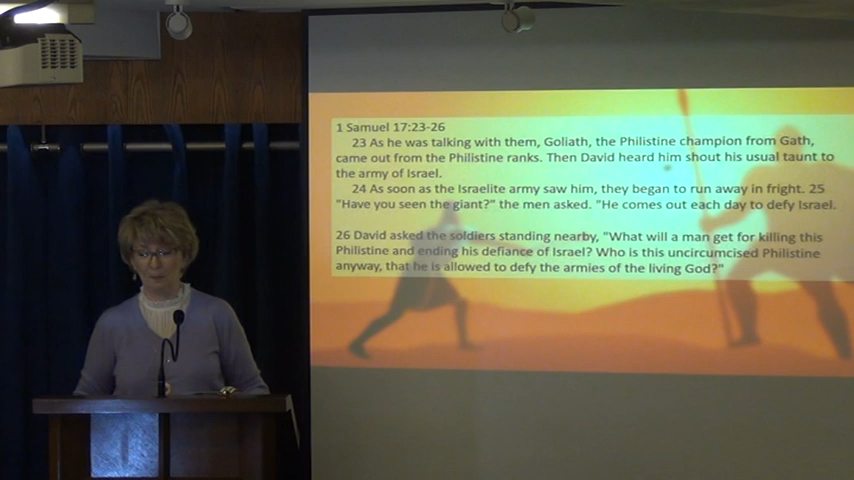 1 Samuel 17:23-26
23 As he was talking with them, Goliath, the Philistine champion from Gath,
came out from the Philistine ranks. Then David heard him shout his usual taunt to
the army of Israel.
24 As soon as the Israelite army saw him, they began to run away in fright. 25
"Have you seen the giant?" the men asked. "He comes out each day to defy Israel.
26 David asked the soldiers standing nearby, "What will a man get for killing this
Philistine and ending his defiance of Israel? Who is this uncircumcised Philistine
anyway, that he is allowed to defy the armies of the living God?"